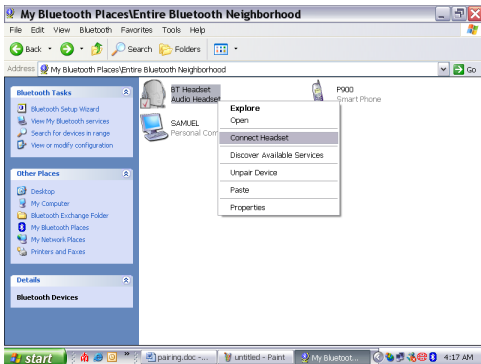 My Bluetooth Places\Entire Bluetooth Neighborhood
File Edit View Bluetooth Favorites Tools Help
Back Search Folders
Address My Bluetooth Places\Entire Bluetooth Neighborhood Go
Bluetooth Tasks
Bluetooth Setup Wizard
View My Bluetooth services
Search for devices in range
View or modify configuration
Other Places
Desktop
My Computer
Bluetooth Exchange Folder
My Bluetooth Places
My Network Places
Printers and Faxes
Details
Bluetooth Devices
BT Headset
Audio Headset
P900
Smart Phone
SAMUEL
Personal Com
Explore
Open
Connect Headset
Discover Available Services
Unpair Device
Paste
Properties
start pairing.doc -... untitled - Paint My Bluetoot... 4:17 AM